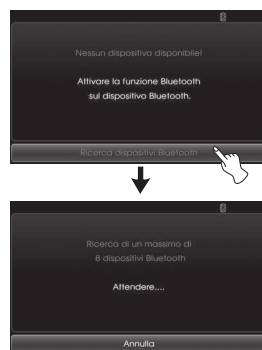 Nessun dispositivo disponibile!
Attivare la funzione Bluetooth
sul dispositivo Bluetooth.
Ricerca dispositivi Bluetooth
Ricerca di un massimo di
8 dispositivi Bluetooth
Attendere....
Annulla